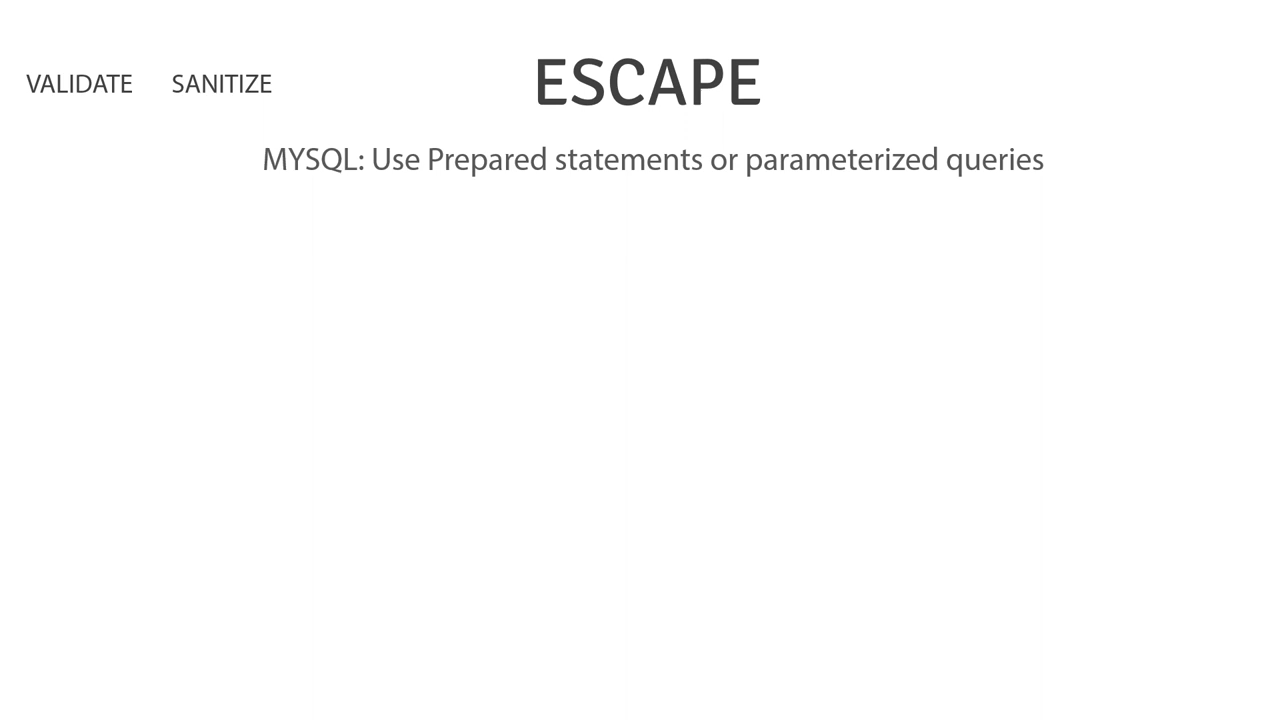 VALIDATE SANITIZE ESCAPE
MYSQL: Use Prepared statements or parameterized queries